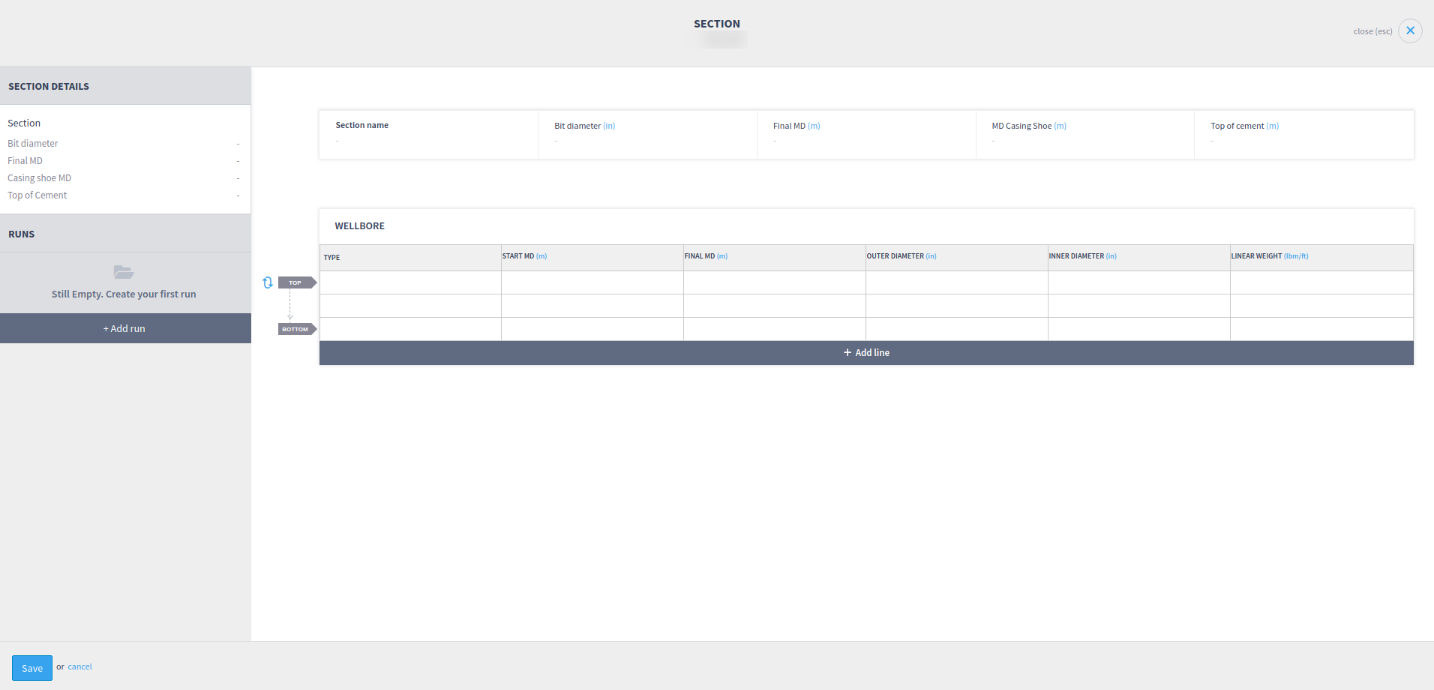 SECTION
close (esc)
SECTION DETAILS
Section
Bit diameter -
Final MD -
Casing shoe MD -
Top of Cement -
RUNS
Still Empty. Create your first run
+ Add run
Section name
-
Bit diameter (in)
-
Final MD (m)
-
MD Casing Shoe (m)
-
Top of cement (m)
-
WELLBORE
TYPE START MD (m) FINAL MD (m) OUTER DIAMETER (in) INNER DIAMETER (in) LINEAR WEIGHT (lbm/ft)
TOP
BOTTOM
+ Add line
Save or cancel